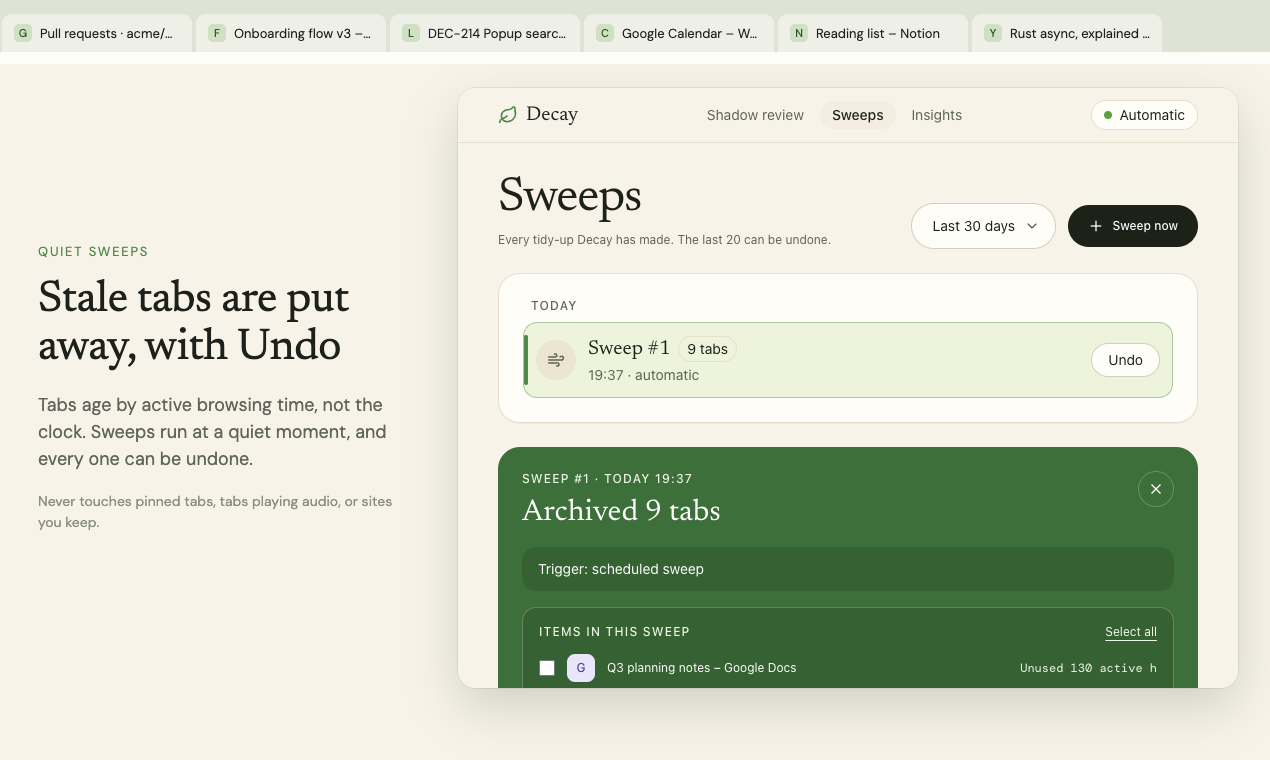 G Pull requests · acme/...
F Onboarding flow v3 –...
L DEC-214 Popup searc...
C Google Calendar – W...
N Reading list – Notion
Y Rust async, explained ...
QUIET SWEEPS
Stale tabs are put
away, with Undo
Tabs age by active browsing time, not the
clock. Sweeps run at a quiet moment, and
every one can be undone.
Never touches pinned tabs, tabs playing audio, or sites
you keep.
Decay
Shadow review
Sweeps
Insights
Automatic
Sweeps
Every tidy-up Decay has made. The last 20 can be undone.
Last 30 days
Sweep now
TODAY
Sweep #1 9 tabs
19:37 · automatic
Undo
SWEEP #1 · TODAY 19:37
Archived 9 tabs
Trigger: scheduled sweep
ITEMS IN THIS SWEEP
Select all
G Q3 planning notes – Google Docs
Unused 130 active h